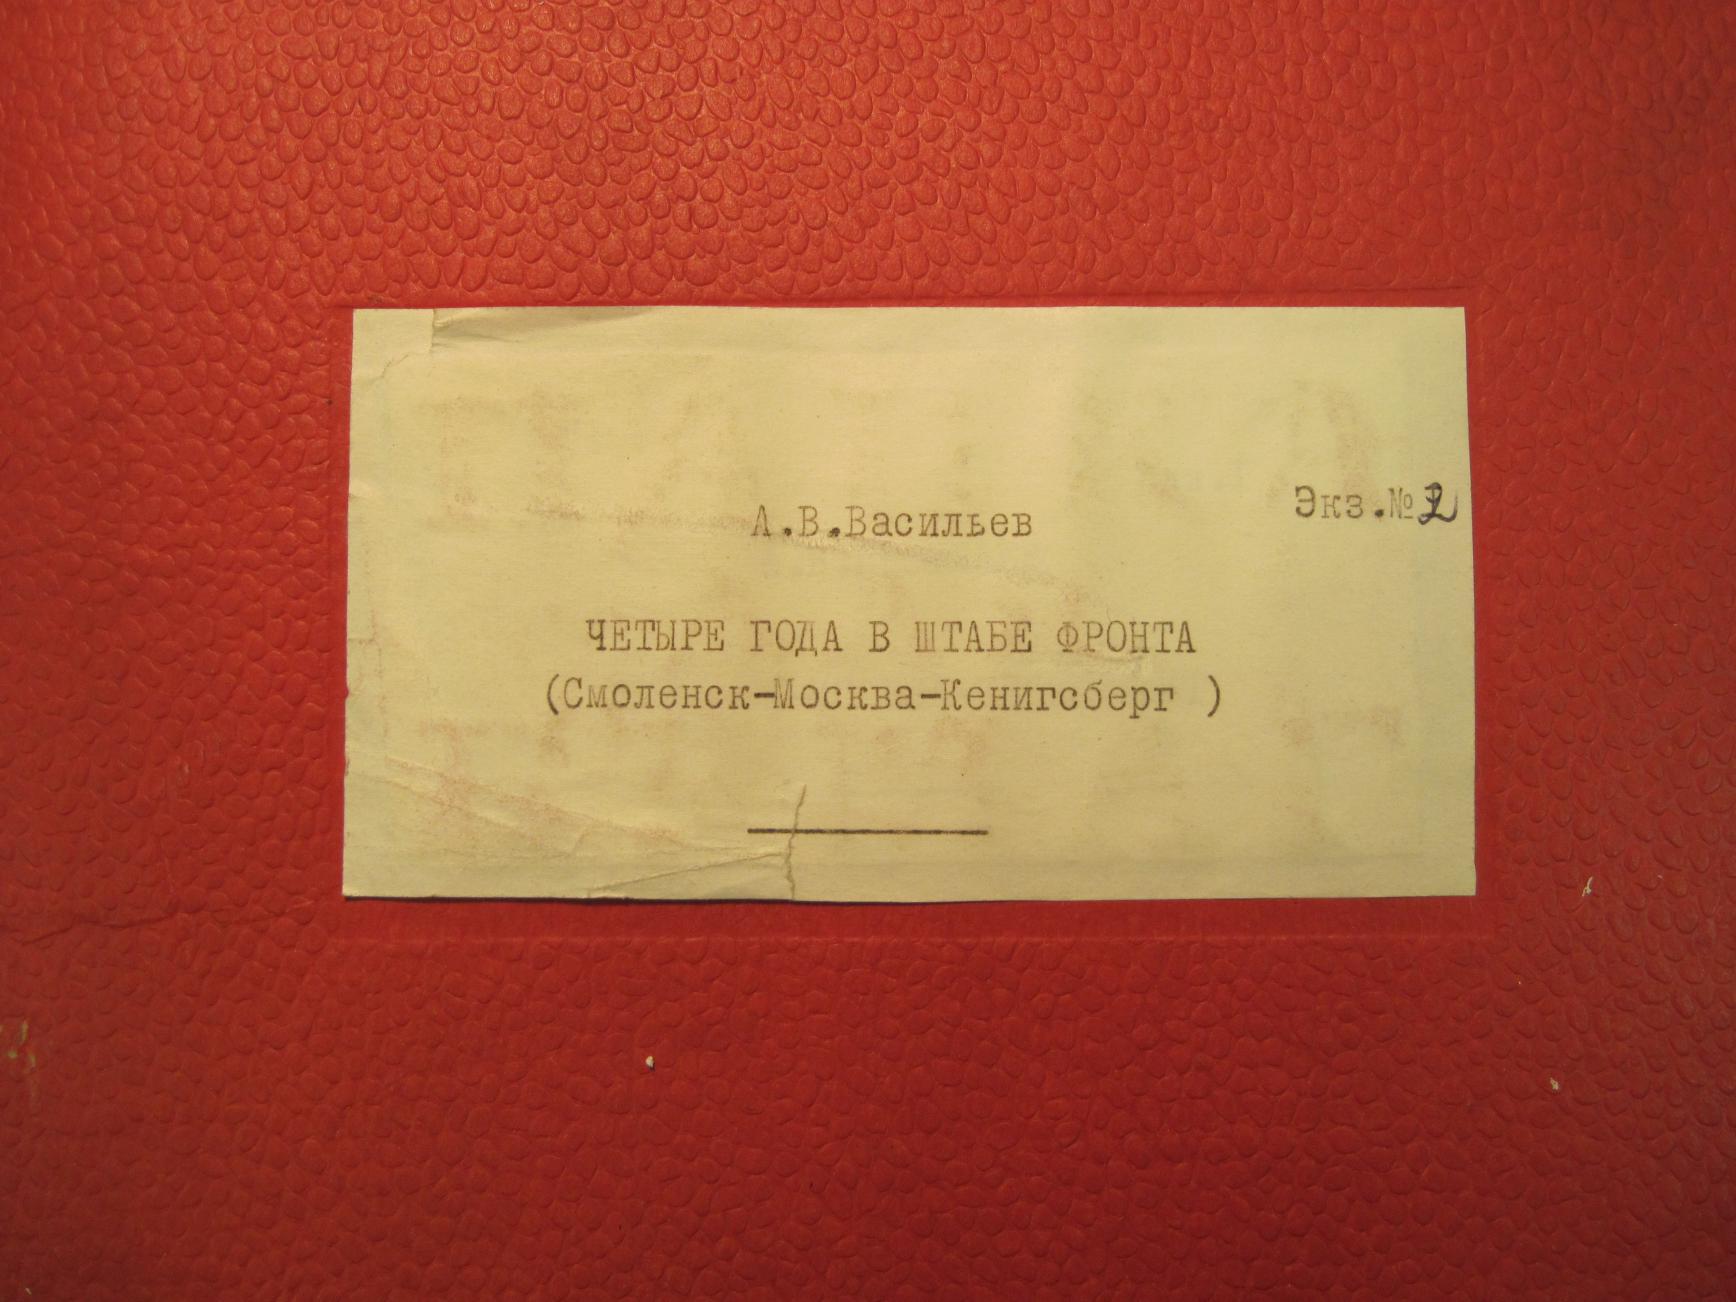 Экз.№2
А.В.Васильев
ЧЕТЫРЕ ГОДА В ШТАБЕ ФРОНТА
(Смоленск-Москва-Кенигсберг )